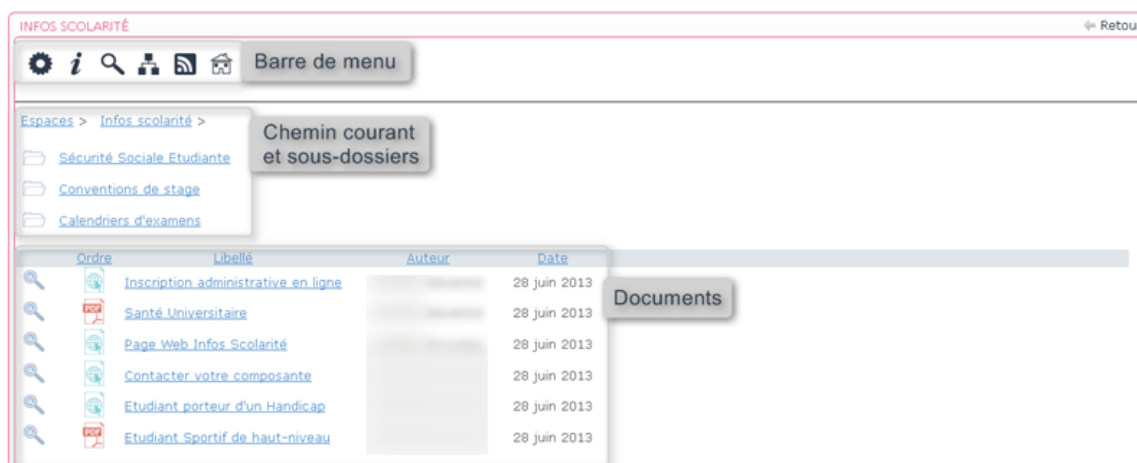 INFOS SCOLARITÉ
Retou
i
Barre de menu
Espaces > Infos scolarité >
Chemin courant
et sous-dossiers
Sécurité Sociale Etudiante
Conventions de stage
Calendriers d'examens
Ordre Libellé Auteur Date
Inscription administrative en ligne 28 juin 2013
PDF Santé Universitaire 28 juin 2013
Documents
Page Web Infos Scolarité 28 juin 2013
Contacter votre composante 28 juin 2013
Etudiant porteur d'un Handicap 28 juin 2013
PDF Etudiant Sportif de haut-niveau 28 juin 2013